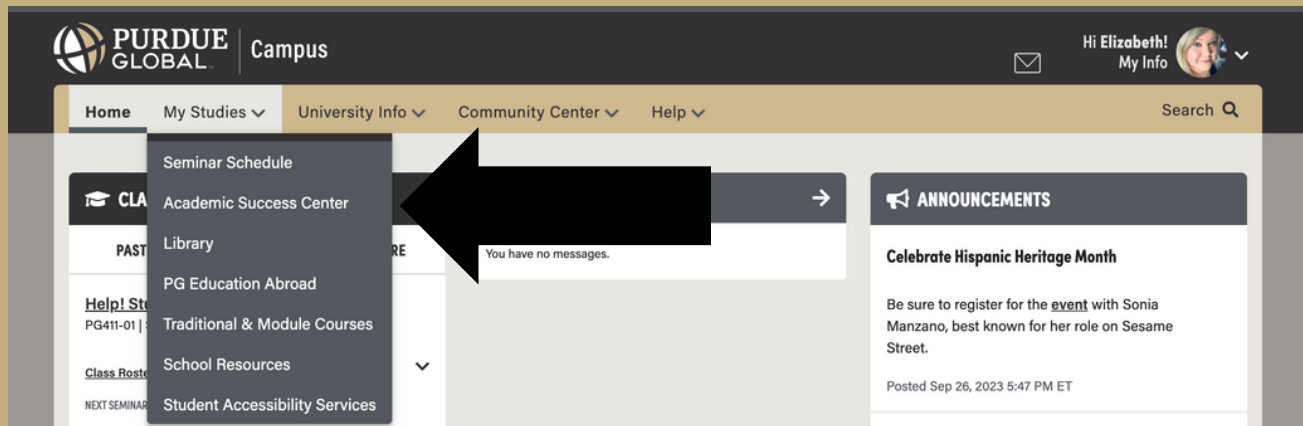 PURDUE
GLOBAL
Campus
Hi Elizabeth!
My Info
Home
My Studies
University Info
Community Center
Help
Search
Seminar Schedule
Academic Success Center
Library
PG Education Abroad
Traditional & Module Courses
School Resources
Student Accessibility Services
CLA
PAST
RE
Help! Stu
PG411-01 |
Class Roste
NEXT SEMINAR
You have no messages.
ANNOUNCEMENTS
Celebrate Hispanic Heritage Month
Be sure to register for the event with Sonia
Manzano, best known for her role on Sesame
Street.
Posted Sep 26, 2023 5:47 PM ET